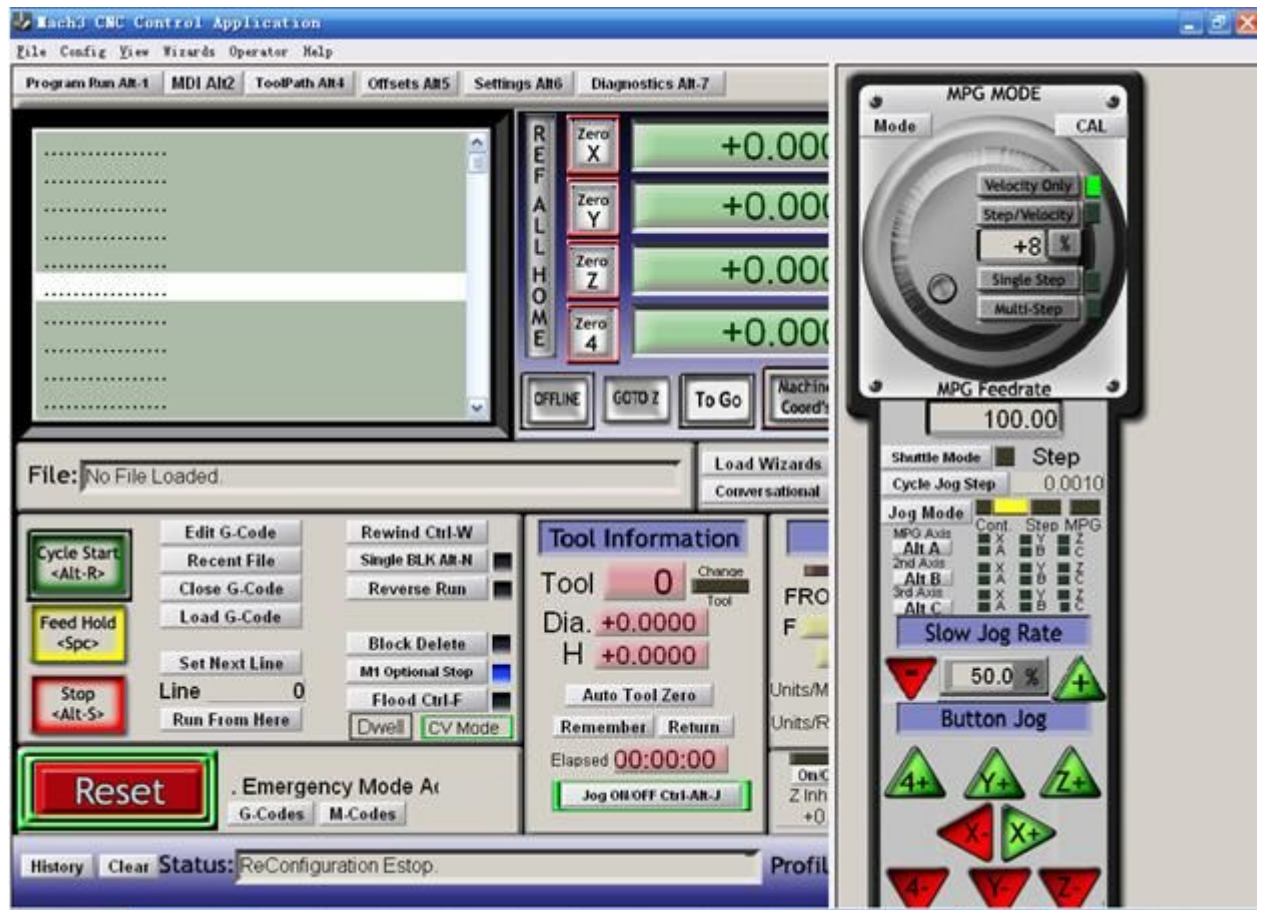 Mach3 CNC Control Application
File Config View Wizards Operator Help
Program Run Alt-1 MDI Alt2 ToolPath Alt4 Offsets Alt5 Settings Alt6 Diagnostics Alt-7
REF ALL HOME
Zero X +0.000
Zero Y +0.000
Zero Z +0.000
Zero 4 +0.000
OFFLINE GOTO Z To Go Machine Coord's
File: No File Loaded.
Load Wizards
Conversational
Cycle Start <Alt-R>
Feed Hold <Spc>
Stop <Alt-S>
Edit G-Code
Recent File
Close G-Code
Load G-Code
Set Next Line
Line 0
Run From Here
Rewind Ctrl-W
Single BLK Alt-N
Reverse Run
Block Delete
M1 Optional Stop
Flood Ctrl-F
Dwell CV Mode
Tool Information
Tool 0 Change Tool
Dia. +0.0000
H +0.0000
Auto Tool Zero
Remember Return
Elapsed 00:00:00
Jog ON/OFF Ctrl-Alt-J
FRO
F
Units/M
Units/R
On/O
Z Inh
+0
Reset
. Emergency Mode Ac
G-Codes M-Codes
History Clear Status: ReConfiguration Estop.
Profil
MPG MODE
Mode CAL
Velocity Only
Step/Velocity
+8 %
Single Step
Multi-Step
MPG Feedrate
100.00
Shuttle Mode Step
Cycle Jog Step 0.0010
Jog Mode Cont. Step MPG
MPG Axis X Y Z
Alt A A B C
2nd Axis X Y Z
Alt B A B C
3rd Axis X Y Z
Alt C A B C
Slow Jog Rate
- 50.0 % +
Button Jog
4+ Y+ Z+
X- X+
4- Y- Z-